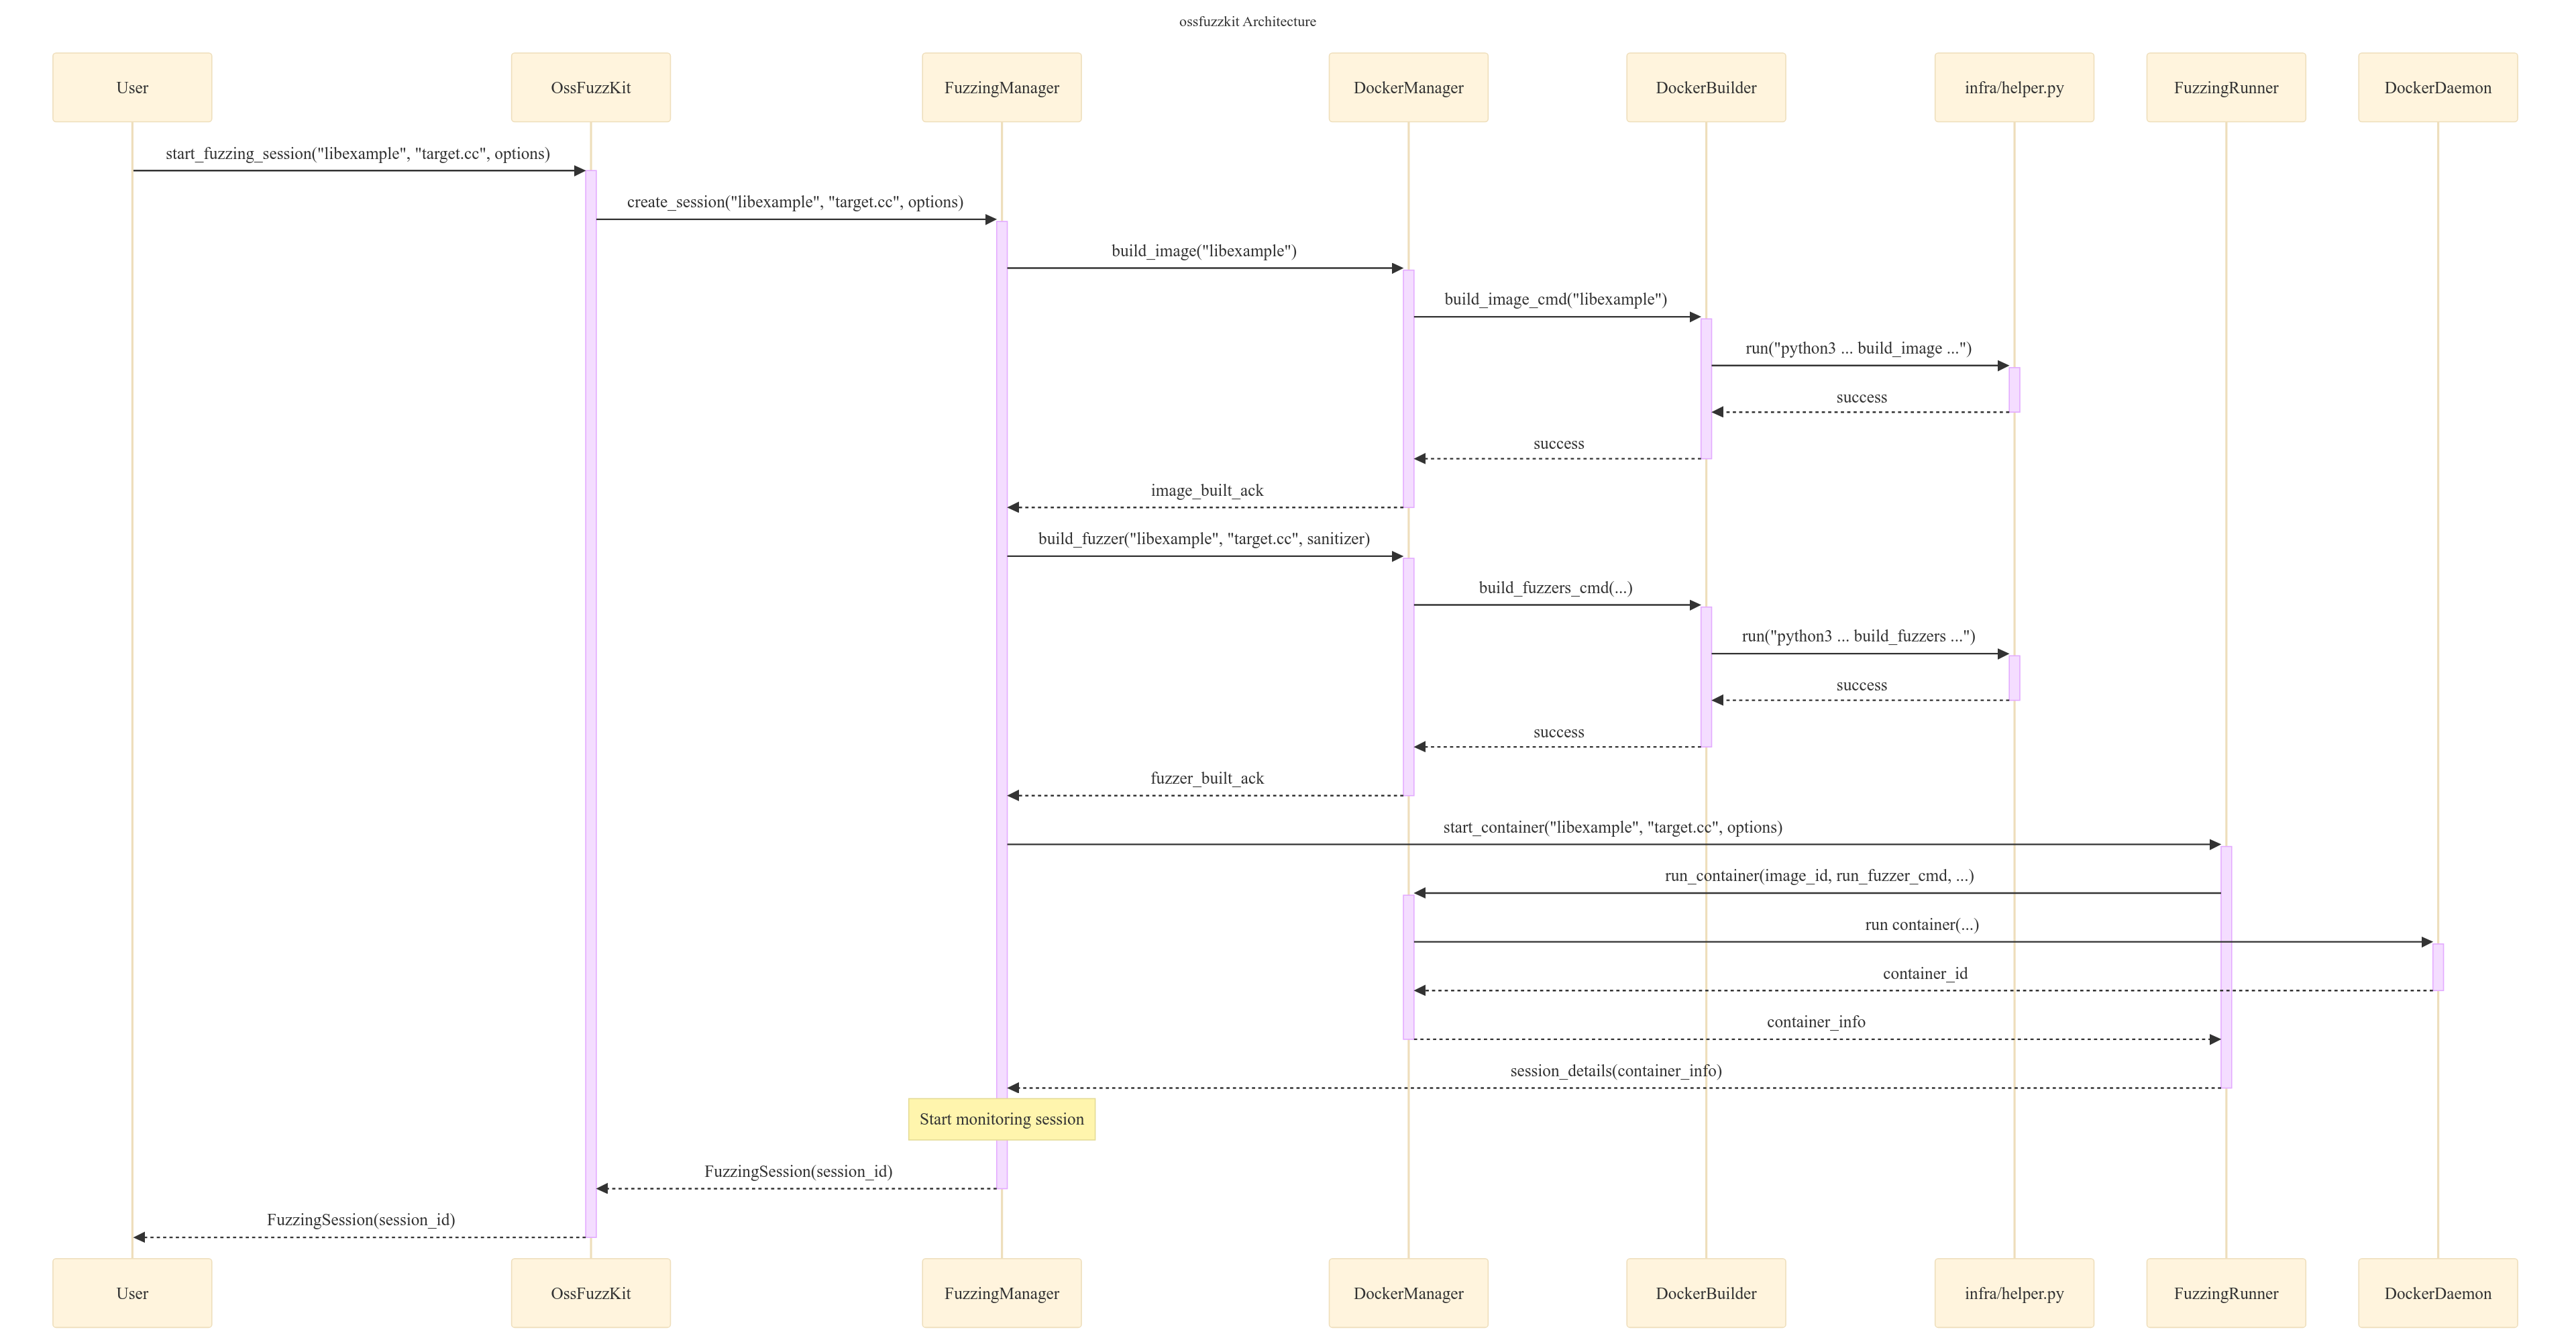 ossfuzzkit Architecture
User
OssFuzzKit
FuzzingManager
DockerManager
DockerBuilder
infra/helper.py
FuzzingRunner
DockerDaemon
start_fuzzing_session("libexample", "target.cc", options)
create_session("libexample", "target.cc", options)
build_image("libexample")
build_image_cmd("libexample")
run("python3 ... build_image ...")
success
success
image_built_ack
build_fuzzer("libexample", "target.cc", sanitizer)
build_fuzzers_cmd(...)
run("python3 ... build_fuzzers ...")
success
success
fuzzer_built_ack
start_container("libexample", "target.cc", options)
run_container(image_id, run_fuzzer_cmd, ...)
run container(...)
container_id
container_info
session_details(container_info)
Start monitoring session
FuzzingSession(session_id)
FuzzingSession(session_id)
User
OssFuzzKit
FuzzingManager
DockerManager
DockerBuilder
infra/helper.py
FuzzingRunner
DockerDaemon